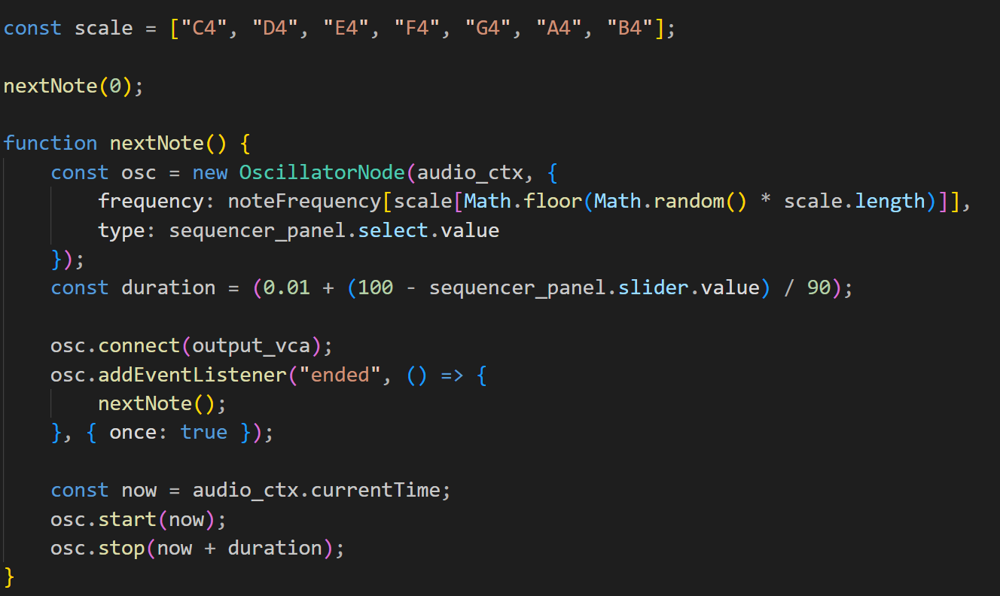 const scale = ["C4", "D4", "E4", "F4", "G4", "A4", "B4"];
nextNote(0);
function nextNote() {
    const osc = new OscillatorNode(audio_ctx, {
        frequency: noteFrequency[scale[Math.floor(Math.random() * scale.length)]],
        type: sequencer_panel.select.value
    });
    const duration = (0.01 + (100 - sequencer_panel.slider.value) / 90);
    osc.connect(output_vca);
    osc.addEventListener("ended", () => {
        nextNote();
    }, { once: true });
    const now = audio_ctx.currentTime;
    osc.start(now);
    osc.stop(now + duration);
}